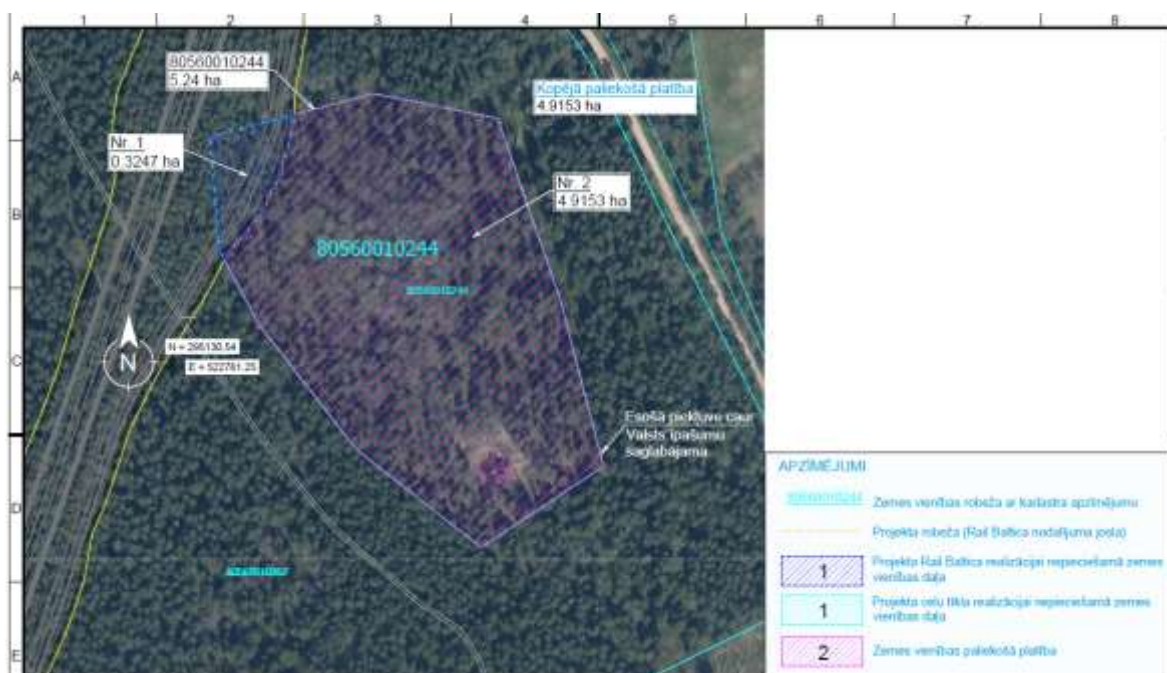 1 2 3 4 5 6 7 8
A
80560010244
5.24 ha
Kopējā paliekošā platība
4.9153 ha
Nr. 1
0.3247 ha
Nr. 2
4.9153 ha
B
80560010244
80560010244
C
N = 295130.54
E = 522781.25
N
Esošā piekļuve caur
Valsts īpašumu
saglabājama
D
E
APZĪMĒJUMI
80560010244 Zemes vienības robeža ar kadastra apzīmējumu
Projekta robeža (Rail Baltica nodalījuma josla)
1 Projekta Rail Baltica realizācijai nepieciešamā zemes
vienības daļa
1 Projekta ceļu tīkla realizācijai nepieciešamā zemes
vienības daļa
2 Zemes vienības paliekošā platība